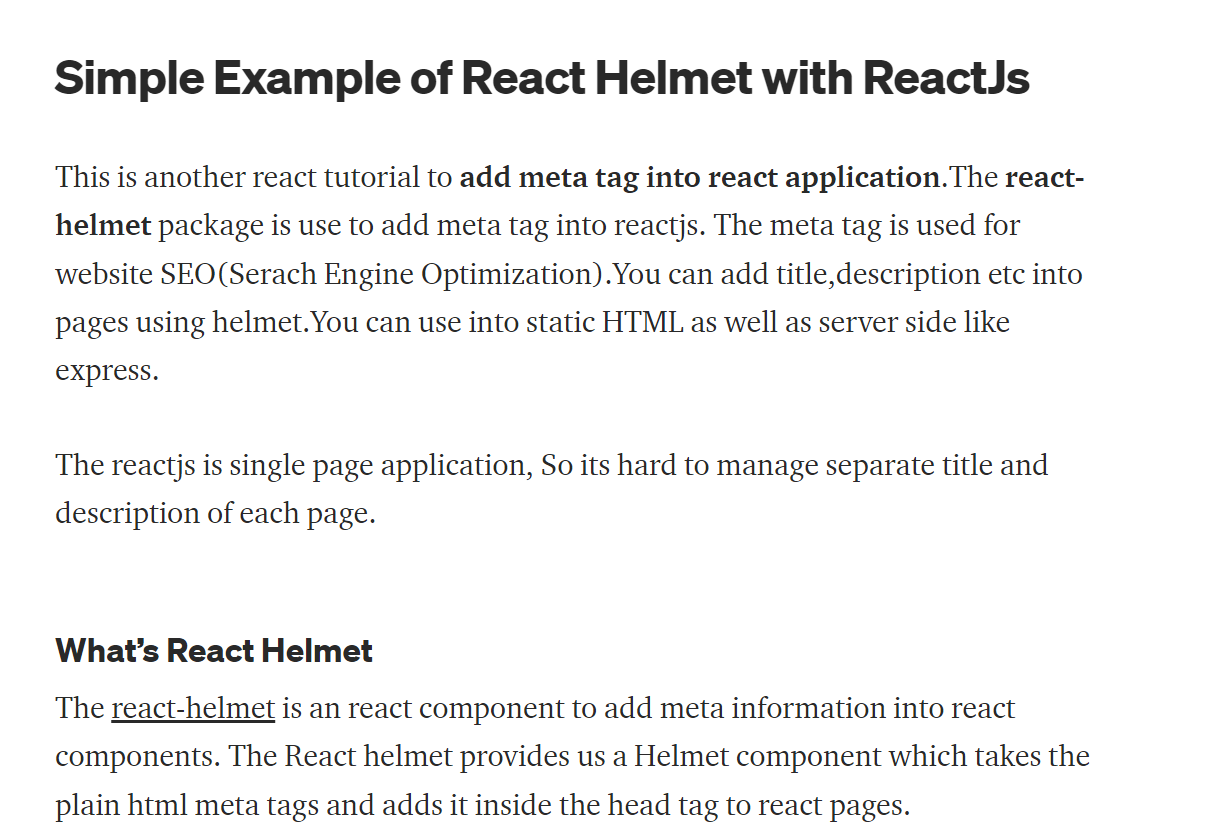 Simple Example of React Helmet with ReactJs
This is another react tutorial to add meta tag into react application.The react-
helmet package is use to add meta tag into reactjs. The meta tag is used for
website SEO(Serach Engine Optimization).You can add title,description etc into
pages using helmet.You can use into static HTML as well as server side like
express.
The reactjs is single page application, So its hard to manage separate title and
description of each page.
What’s React Helmet
The react-helmet is an react component to add meta information into react
components. The React helmet provides us a Helmet component which takes the
plain html meta tags and adds it inside the head tag to react pages.